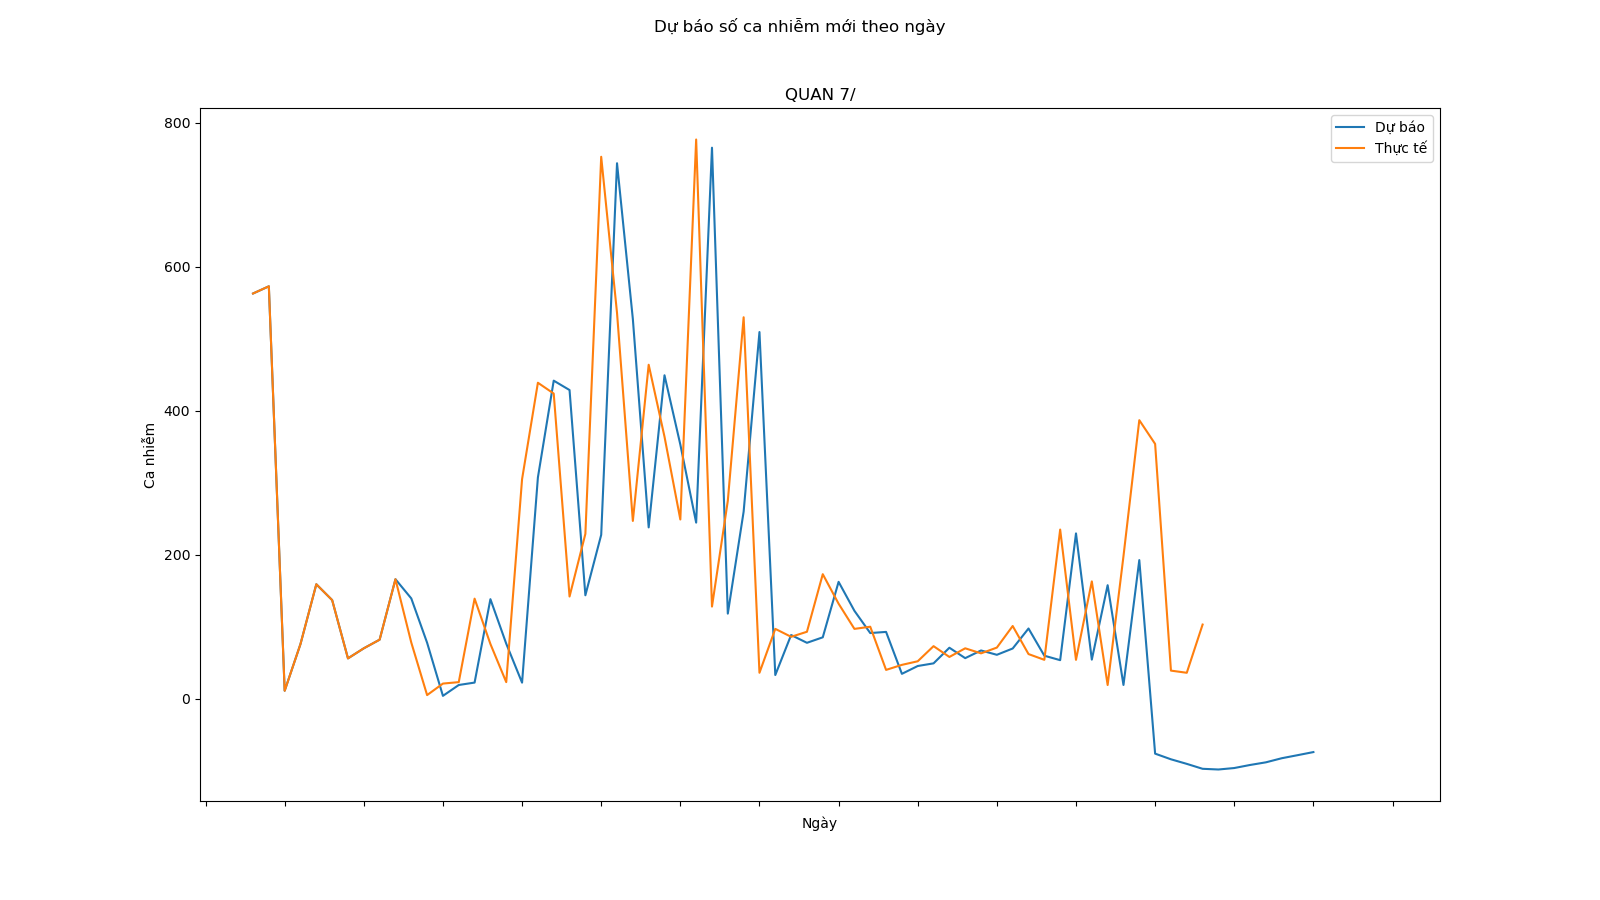 Dự báo số ca nhiễm mới theo ngày
QUAN 7/
Dự báo
Thực tế
800
600
400
200
0
Ca nhiễm
Ngày